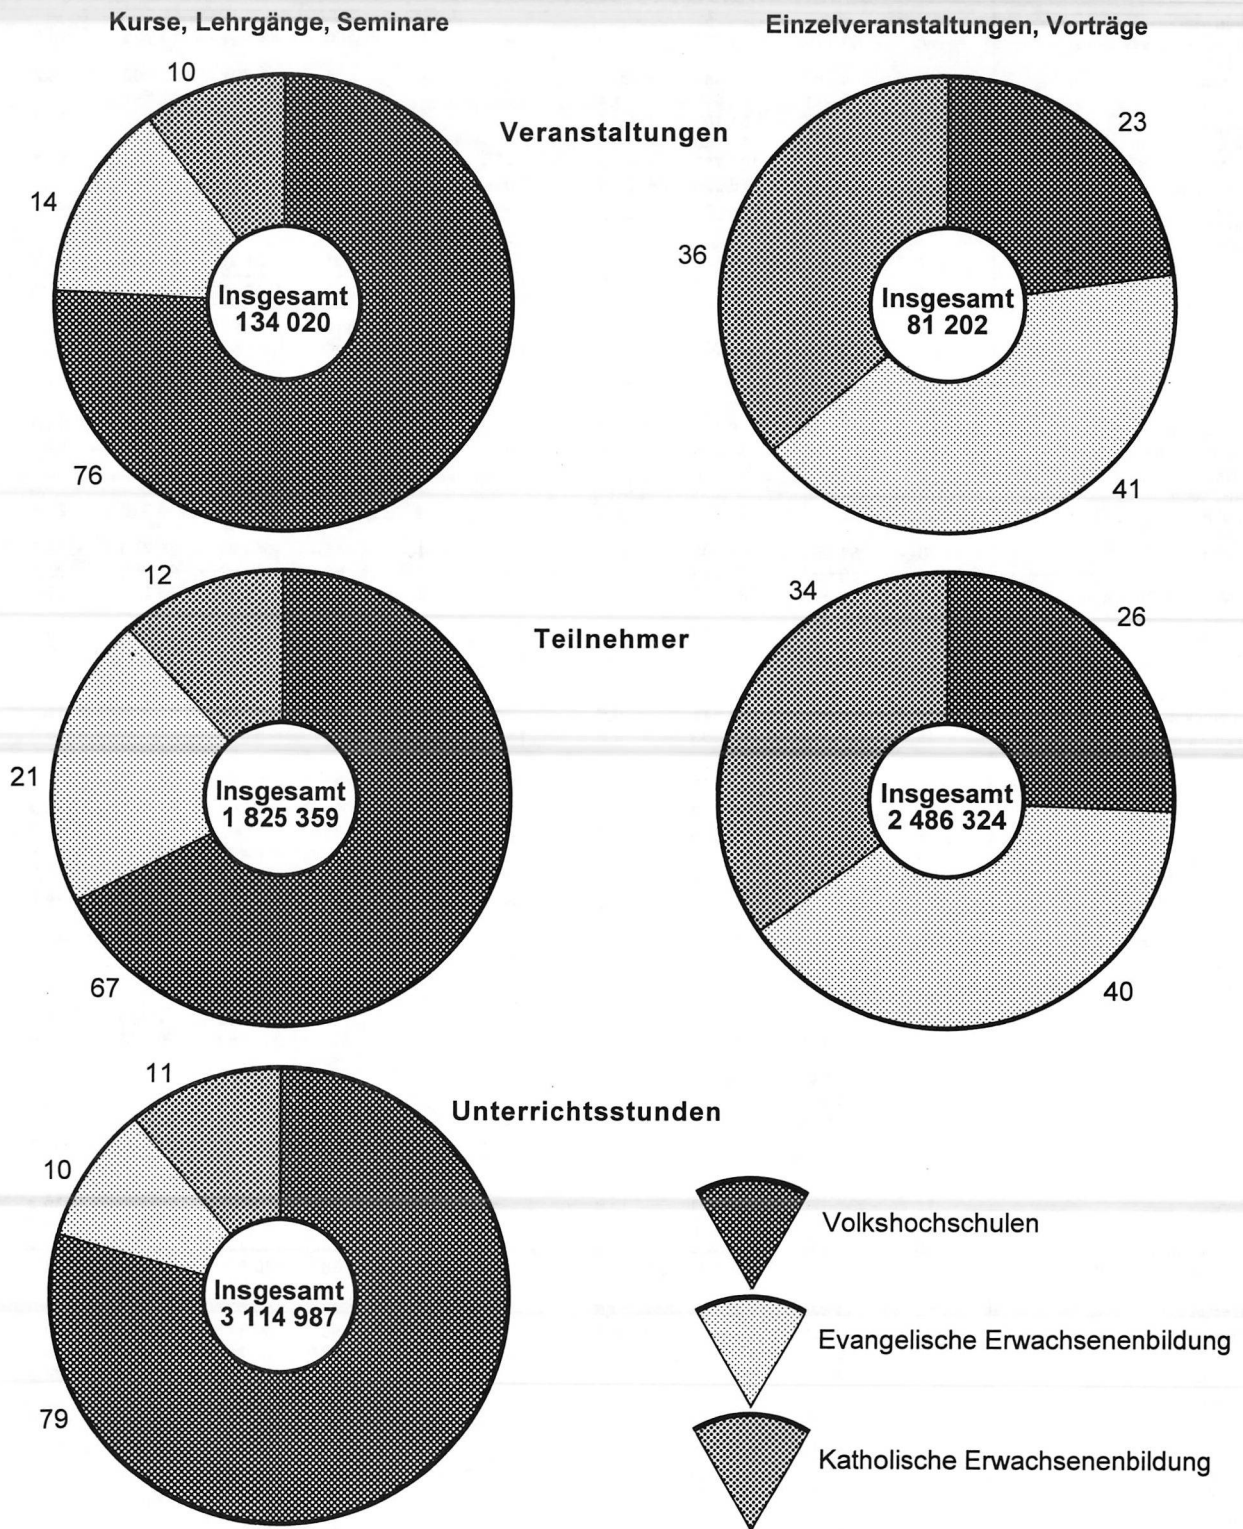 Kurse, Lehrgänge, Seminare
Einzelveranstaltungen, Vorträge
Veranstaltungen
10
14
76
Insgesamt
134 020
23
36
41
Insgesamt
81 202
Teilnehmer
12
21
67
Insgesamt
1 825 359
34
26
40
Insgesamt
2 486 324
Unterrichtsstunden
11
10
79
Insgesamt
3 114 987
Volkshochschulen
Evangelische Erwachsenenbildung
Katholische Erwachsenenbildung